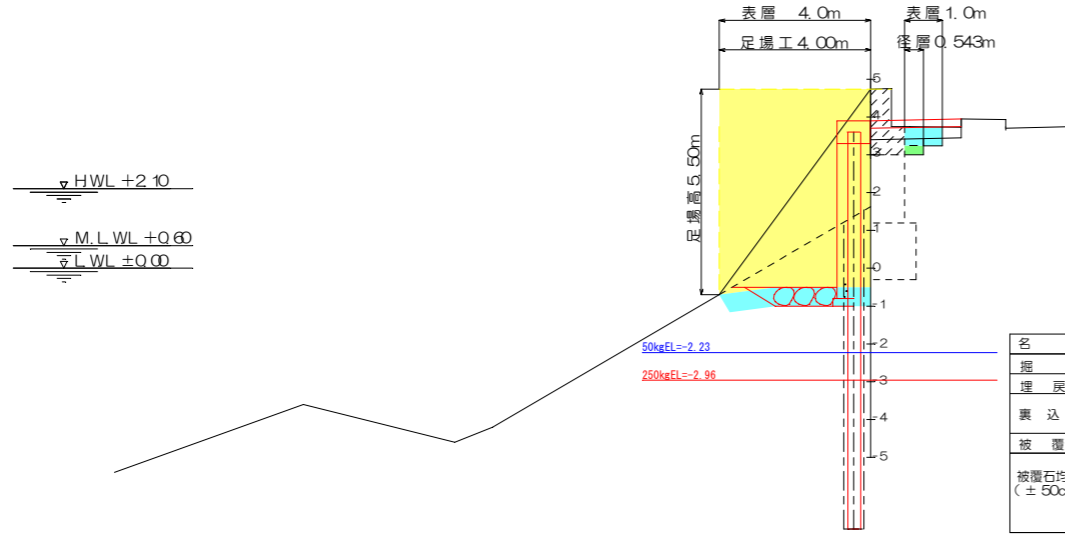 表層 4.0m
表層1.0m
足場工4.00m
径層0.543m
足場高5.50m
5
4
3
2
1
0
-1
-2
-3
-4
-5
HWL +2.10
M.L.WL +0.60
L.WL ±0.00
50kgEL=-2.23
250kgEL=-2.96
名
掘
埋 戻
裏 込
被 覆
被覆石均
(±50c